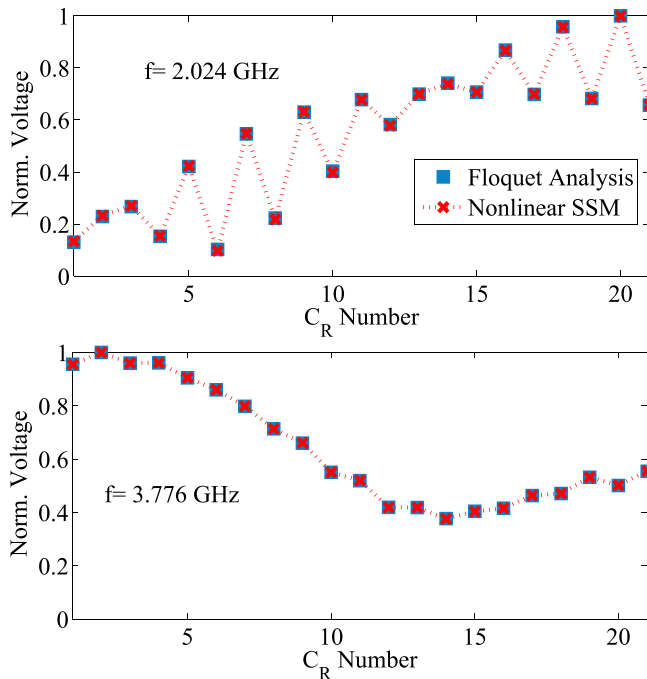 1
0.8
0.6
0.4
0.2
0
Norm. Voltage
f= 2.024 GHz
Floquet Analysis
Nonlinear SSM
5 10 15 20
C_R Number
1
0.8
0.6
0.4
0.2
0
Norm. Voltage
f= 3.776 GHz
5 10 15 20
C_R Number